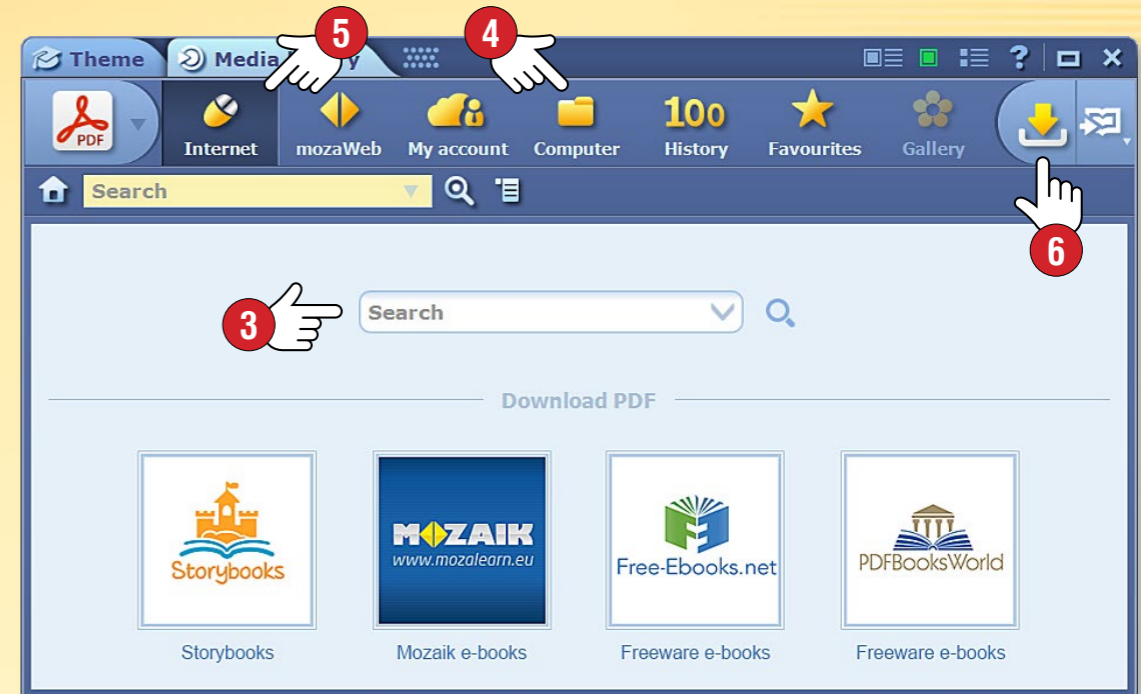 5 4
Theme Media y ?
PDF Internet mozaWeb My account Computer 100 History Favourites Gallery
Search
6
3 Search
Download PDF
Storybooks MOZAIK www.mozalearn.eu Free-Ebooks.net PDFBooksWorld
Storybooks Mozaik e-books Freeware e-books Freeware e-books